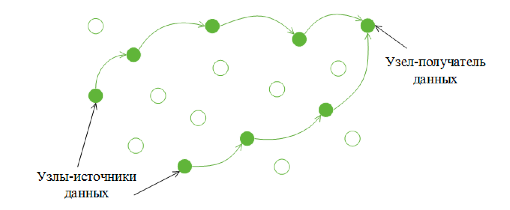 Узел-получатель
данных
Узлы-источники
данных